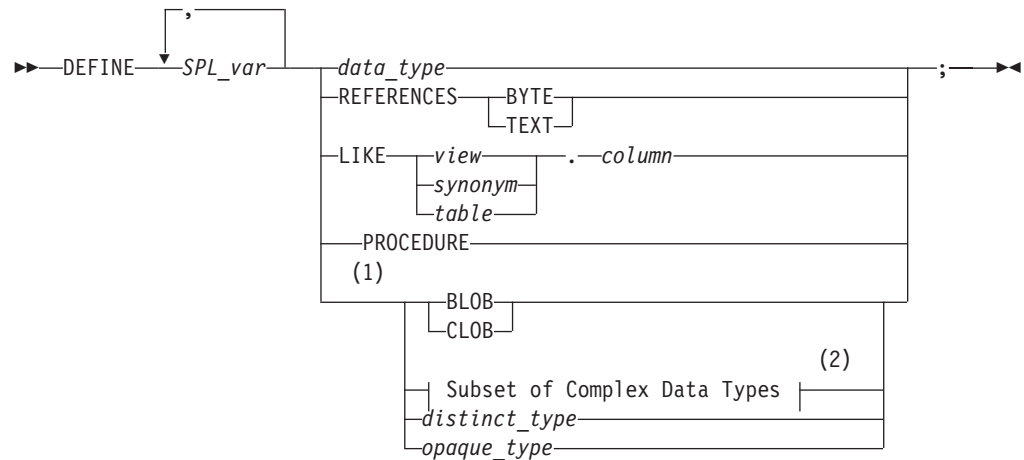 ,
DEFINE SPL_var data_type ;
REFERENCES BYTE
TEXT
LIKE view . column
synonym
table
PROCEDURE
(1)
BLOB
CLOB
(2)
Subset of Complex Data Types
distinct_type
opaque_type